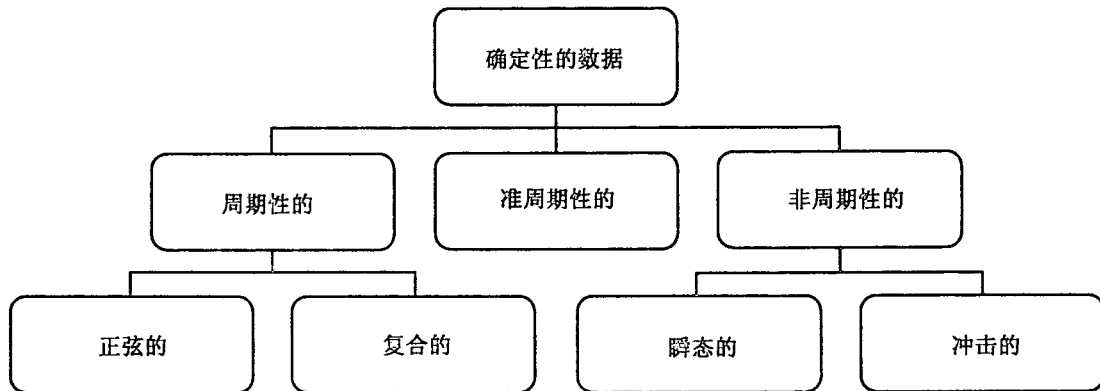 确定性的数据
周期性的
准周期性的
非周期性的
正弦的
复合的
瞬态的
冲击的